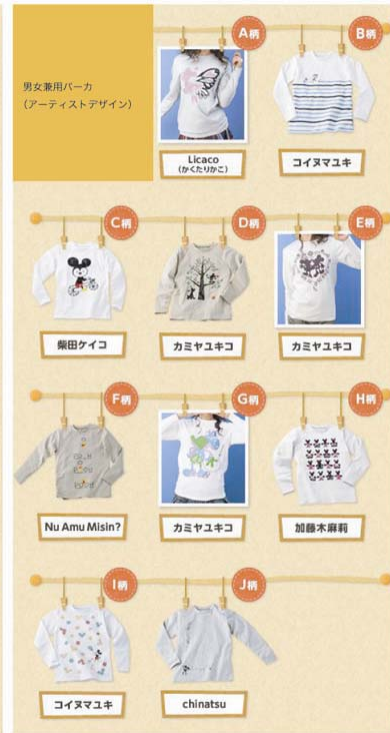 男女兼用パーカ
(アーティストデザイン)
A柄
B柄
Licaco
(かくたりかこ)
コイヌマユキ
C柄
D柄
E柄
柴田ケイコ
カミヤユキコ
カミヤユキコ
F柄
G柄
H柄
Nu Amu Misin?
カミヤユキコ
加藤木麻莉
I柄
J柄
コイヌマユキ
chinatsu